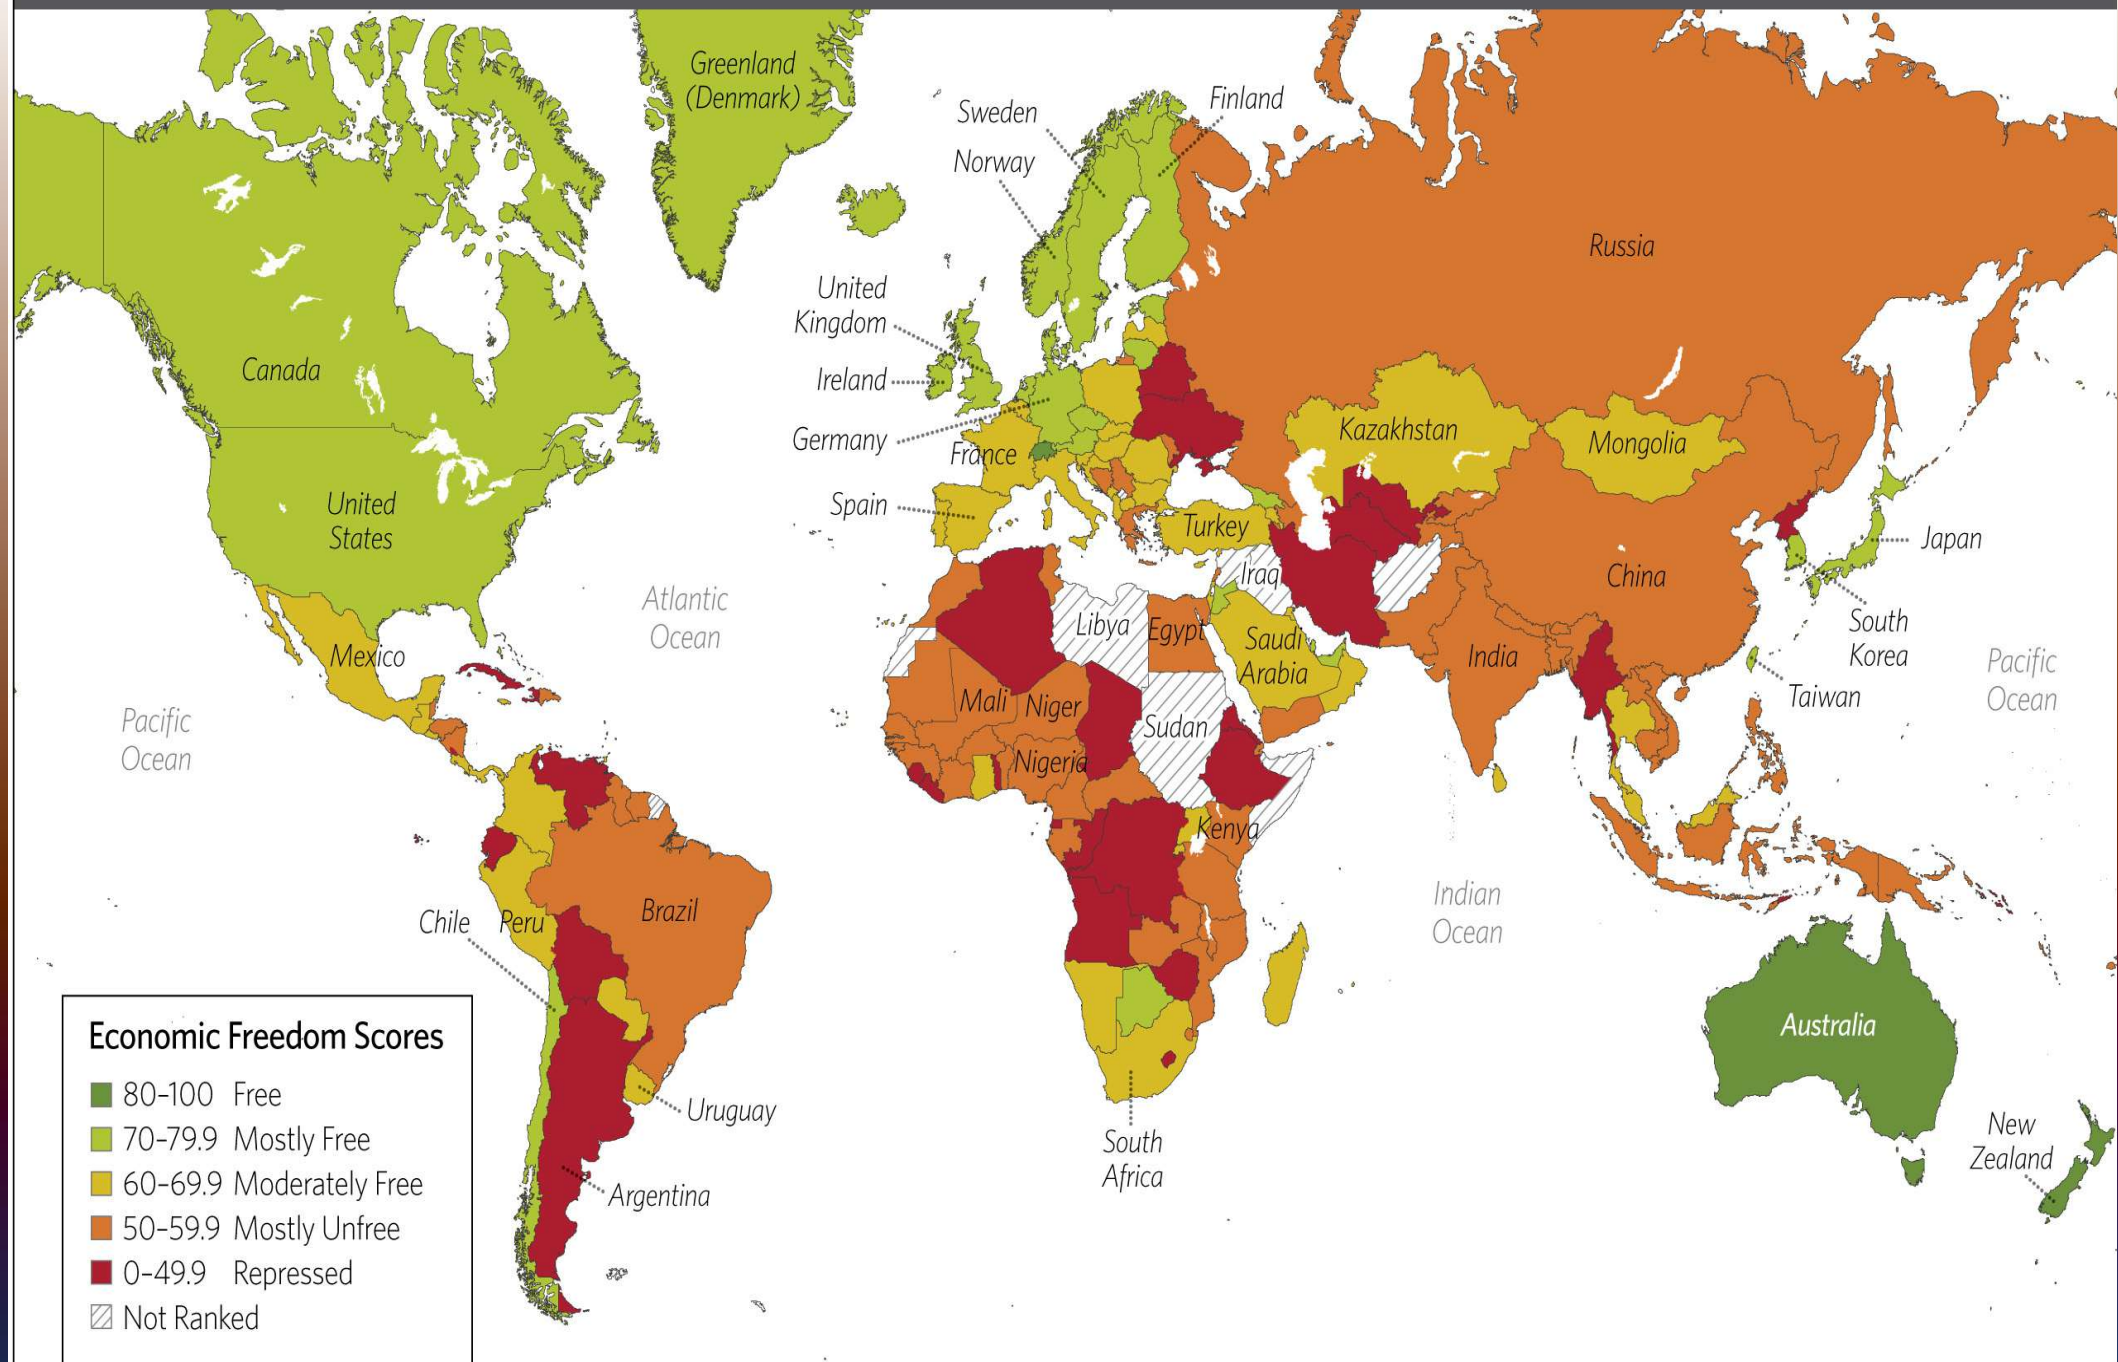 Greenland
(Denmark)
Sweden
Finland
Norway
Russia
United
Kingdom
Canada
Ireland
Germany
France
Kazakhstan
Mongolia
United
States
Spain
Turkey
Japan
Iraq
China
Atlantic
Ocean
Libya
Egypt
Saudi
Arabia
India
South
Korea
Mexico
Pacific
Ocean
Taiwan
Mali
Niger
Sudan
Pacific
Ocean
Nigeria
Kenya
Indian
Ocean
Chile
Peru
Brazil
Australia
Uruguay
South
Africa
New
Zealand
Argentina
Economic Freedom Scores
80–100 Free
70–79.9 Mostly Free
60–69.9 Moderately Free
50–59.9 Mostly Unfree
0–49.9 Repressed
Not Ranked